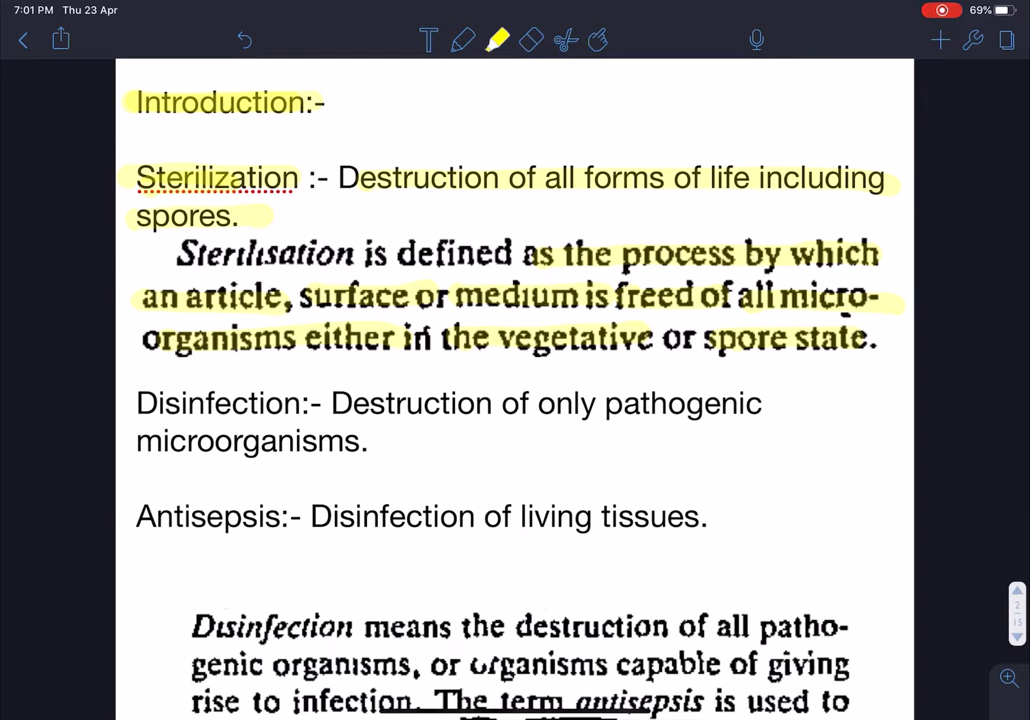 7:01 PM Thu 23 Apr
69%
Introduction:-
Sterilization :- Destruction of all forms of life including
spores.
Sterilisation is defined as the process by which
an article, surface or medium is freed of all micro-
organisms either in the vegetative or spore state.
Disinfection:- Destruction of only pathogenic
microorganisms.
Antisepsis:- Disinfection of living tissues.
Disinfection means the destruction of all patho-
genic organisms, or organisms capable of giving
rise to infection. The term antisepsis is used to
2
15